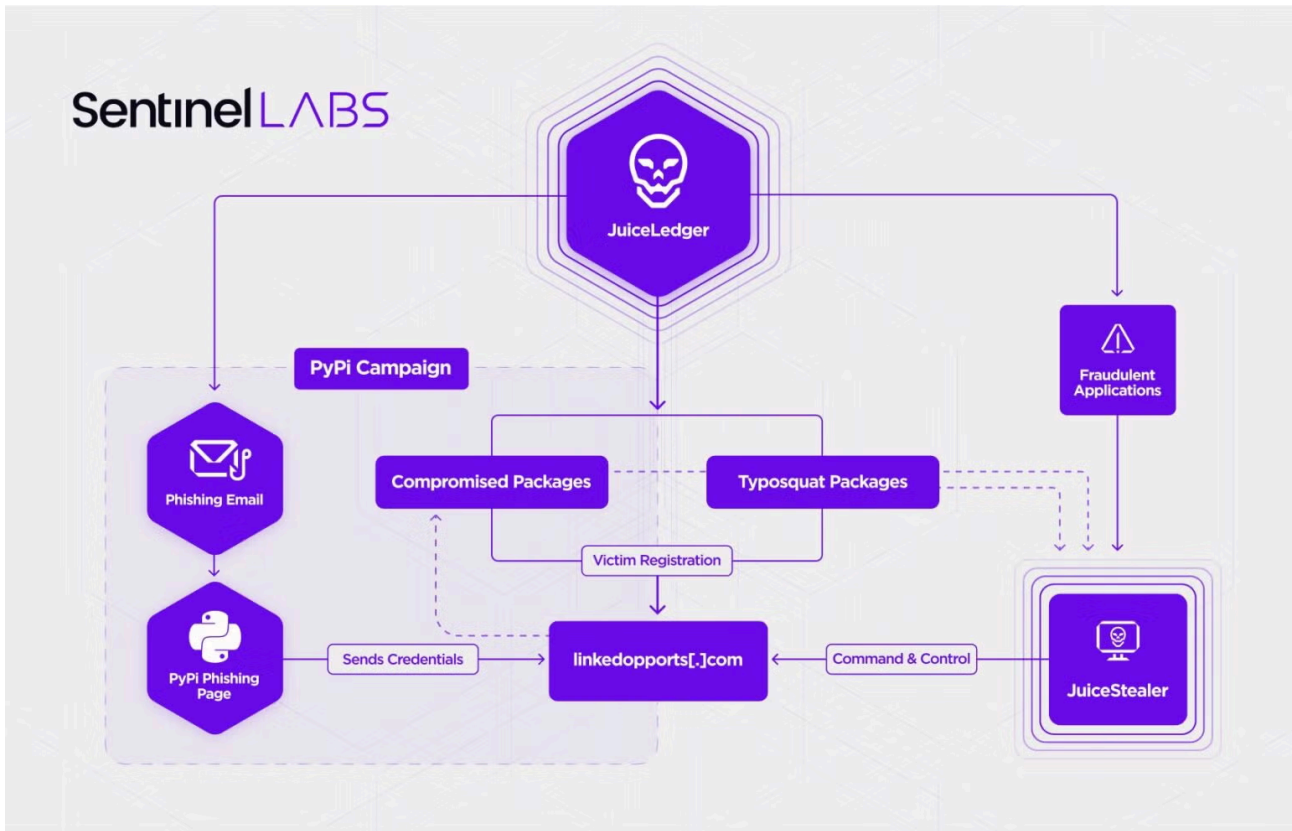 SentinelLABS
JuiceLedger
PyPi Campaign
Fraudulent
Applications
Phishing Email
Compromised Packages
Typosquat Packages
Victim Registration
PyPi Phishing
Page
Sends Credentials
linkedopports[.]com
Command & Control
JuiceStealer